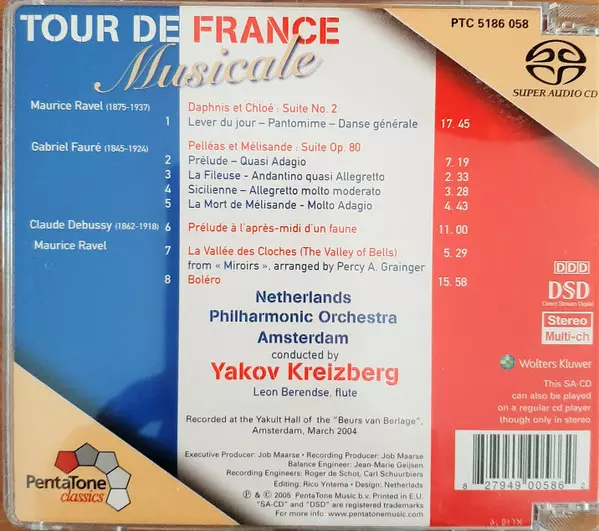 TOUR DE FRANCE
Musicale
PTC 5186 058
SUPER AUDIO CD
Maurice Ravel (1875-1937) Daphnis et Chloé : Suite No. 2
1 Lever du jour – Pantomime – Danse générale 17. 45
Gabriel Fauré (1845-1924) Pelléas et Mélisande : Suite Op. 80
2 Prélude – Quasi Adagio 7. 19
3 La Fileuse - Andantino quasi Allegretto 2. 33
4 Sicilienne – Allegretto molto moderato 3. 28
5 La Mort de Mélisande - Molto Adagio 4. 43
Claude Debussy (1862-1918) 6 Prélude à l'après-midi d'un faune 11. 00
Maurice Ravel 7 La Vallée des Cloches (The Valley of Bells) 5. 29
from « Miroirs », arranged by Percy A. Grainger
8 Boléro 15. 58
Netherlands
Philharmonic Orchestra
Amsterdam
conducted by
Yakov Kreizberg
Leon Berendse, flute
DDD
DSD
Direct Stream Digital
Stereo
Multi-ch
Wolters Kluwer
This SA-CD
can also be played
on a regular cd player
though only in stereo
Recorded at the Yakult Hall of the "Beurs van Berlage",
Amsterdam, March 2004
Executive Producer: Job Maarse - Recording Producer: Job Maarse
Balance Engineer: Jean-Marie Geijsen
Recording Engineers: Roger de Schot, Carl Schuurbiers
Editing: Rico Yntema - Design: Netherlads
℗ & © 2005 PentaTone Music b.v. Printed in E.U.
"SA-CD" and "DSD" are registered trademarks
For more info: www.pentatonemusic.com
PentaTone
classics
8 27949 00586 2